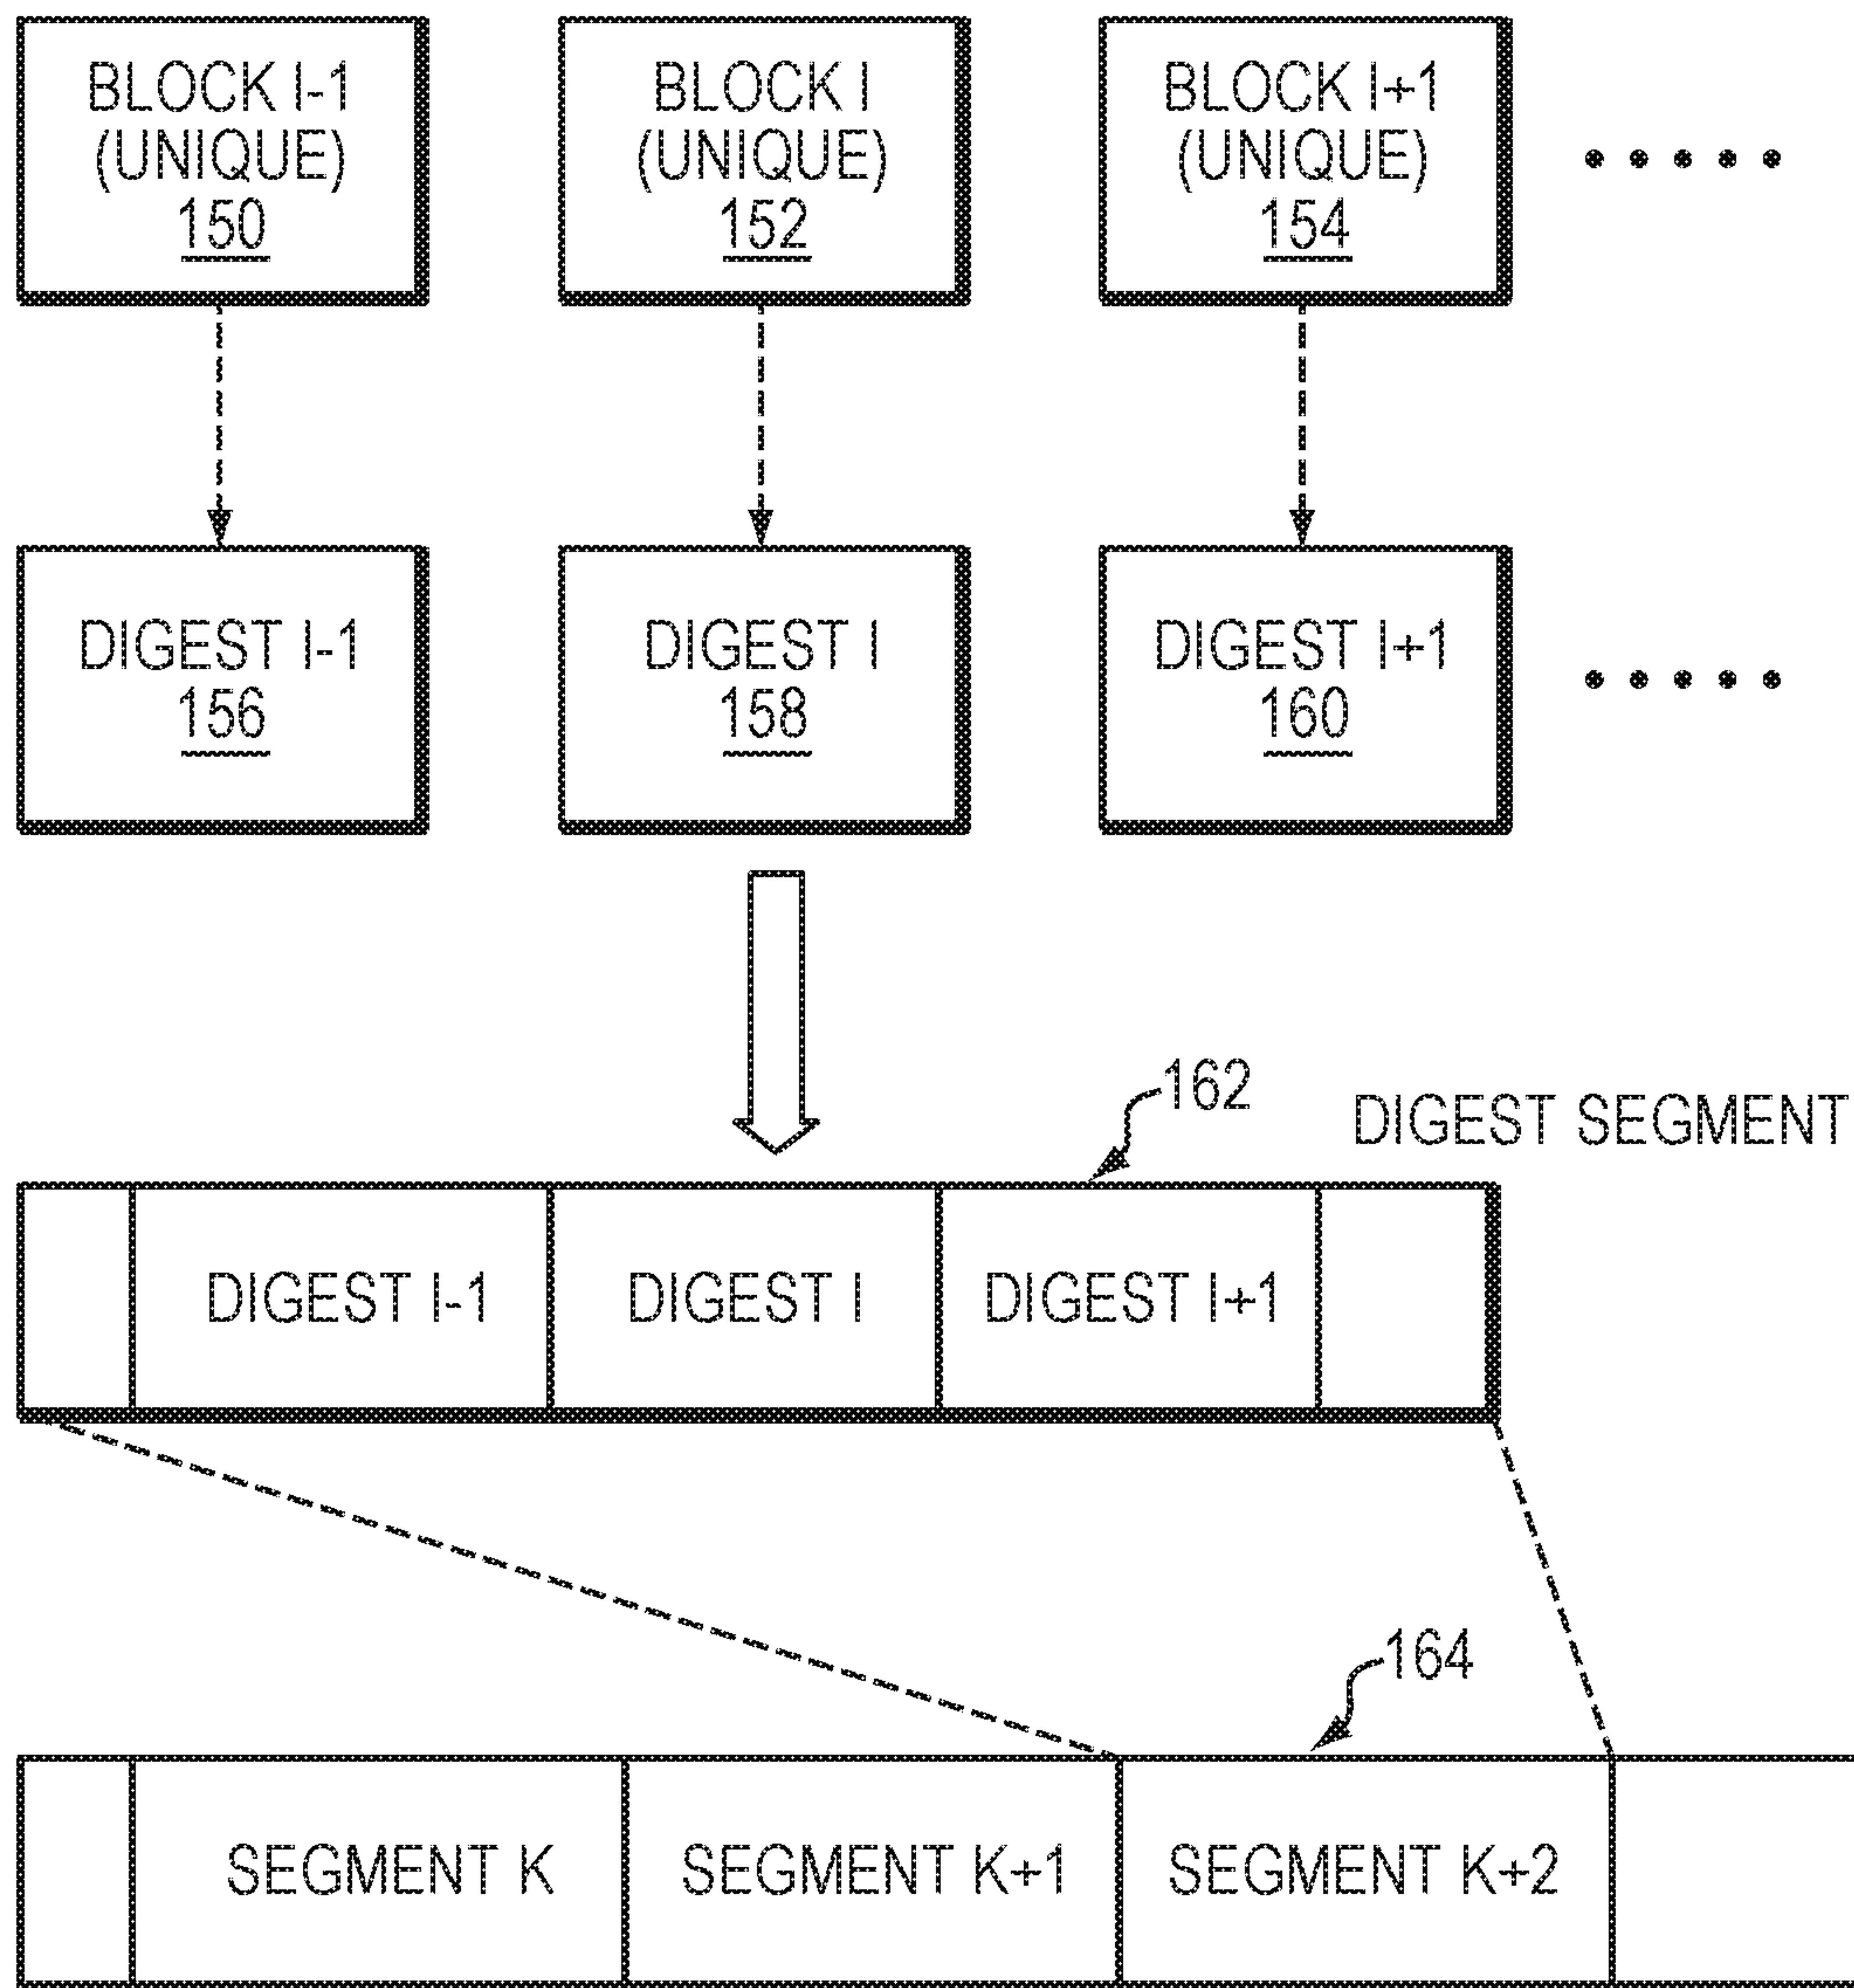 BLOCK I-1
(UNIQUE)
150
BLOCK I
(UNIQUE)
152
BLOCK I+1
(UNIQUE)
154
DIGEST I-1
156
DIGEST I
158
DIGEST I+1
160
162
DIGEST SEGMENT
DIGEST I-1
DIGEST I
DIGEST I+1
164
SEGMENT K
SEGMENT K+1
SEGMENT K+2